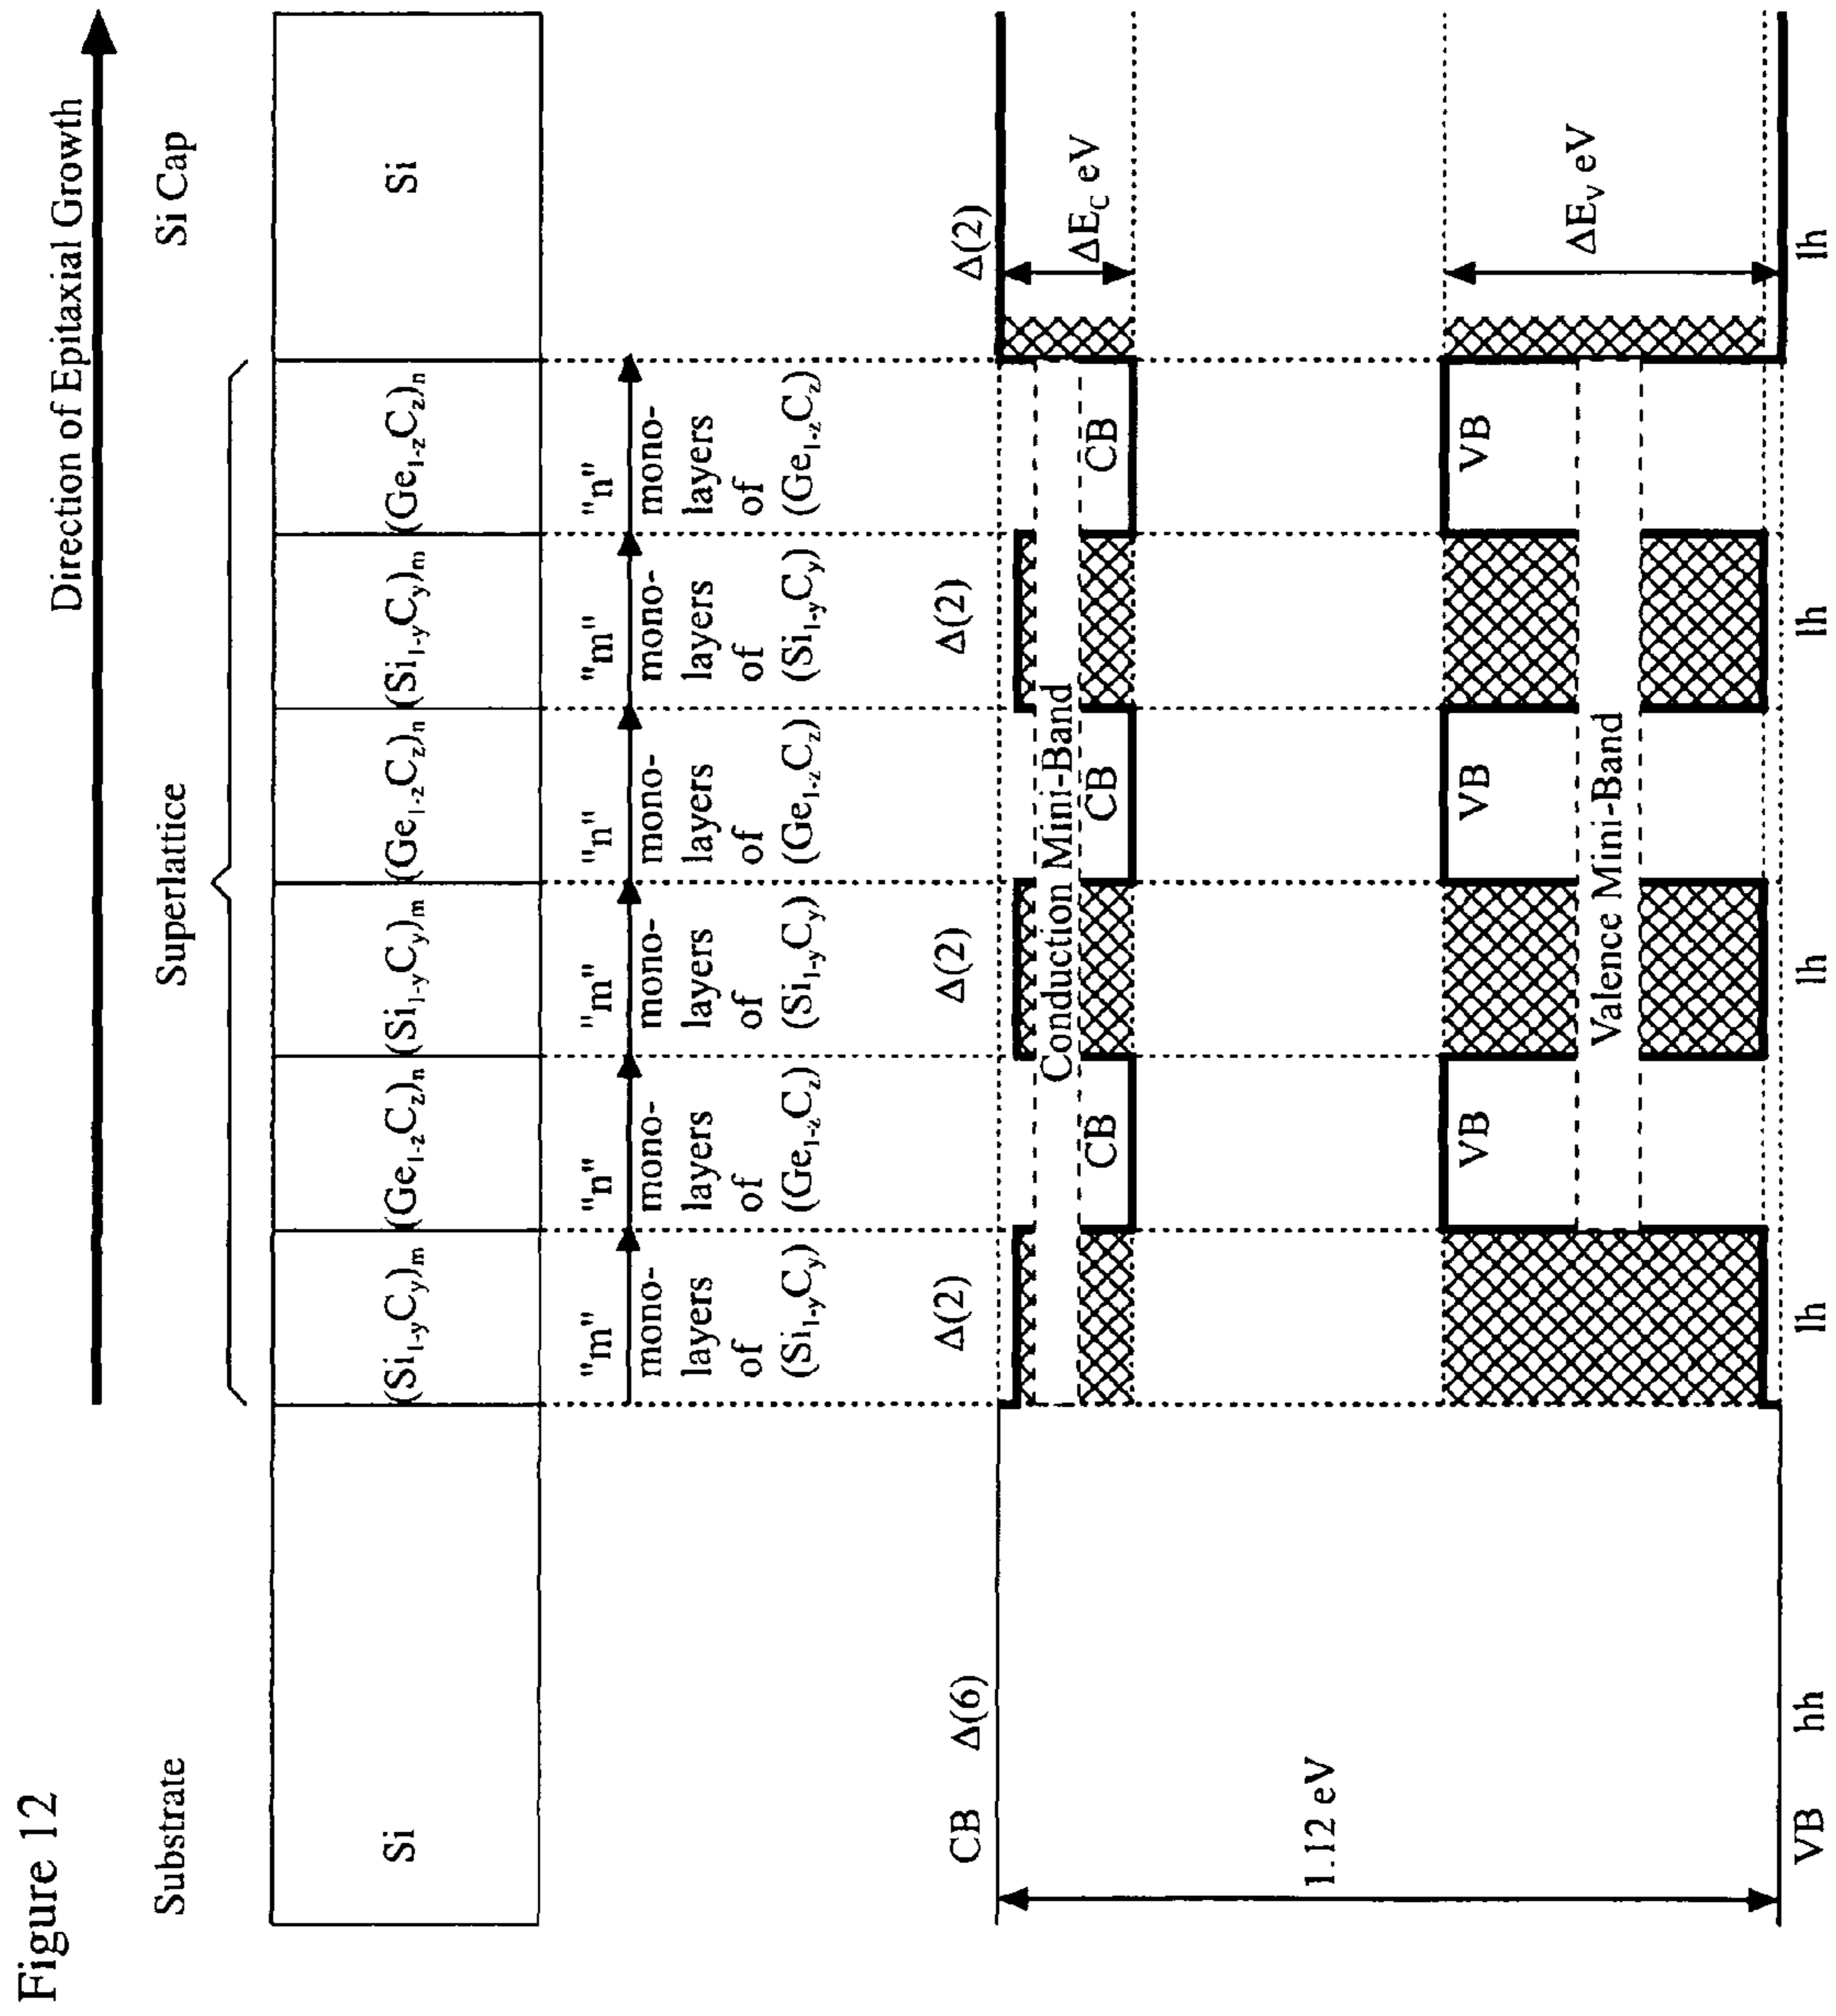 Figure 12
Direction of Epitaxial Growth
Substrate
Superlattice
Si Cap
Si
(Si₁₋yCy)m
(Ge₁₋zCz)n
(Si₁₋yCy)m
(Ge₁₋zCz)n
(Si₁₋yCy)m
(Ge₁₋zCz)n
Si
"m"
mono-
layers
of
(Si₁₋yCy)
"n"
mono-
layers
of
(Ge₁₋zCz)
"m"
mono-
layers
of
(Si₁₋yCy)
"n"
mono-
layers
of
(Ge₁₋zCz)
"m"
mono-
layers
of
(Si₁₋yCy)
"n"
mono-
layers
of
(Ge₁₋zCz)
CB Δ(6)
Δ(2)
Δ(2)
Δ(2)
Δ(2)
Conduction Mini-Band
CB
CB
CB
ΔEC eV
1.12 eV
VB
VB
VB
Valence Mini-Band
ΔEV eV
VB hh
lh
lh
lh
lh